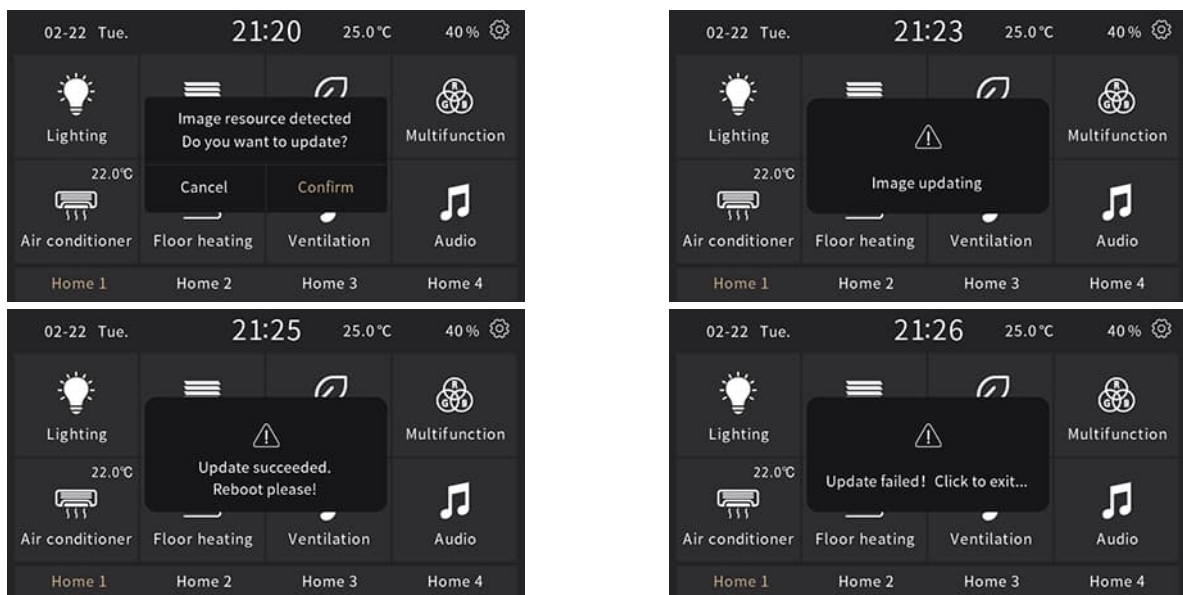 02-22 Tue. 21:20 25.0°C 40%
Lighting
Image resource detected
Do you want to update?
Multifunction
22.0°C
Cancel Confirm
Air conditioner Floor heating Ventilation Audio
Home 1 Home 2 Home 3 Home 4
02-22 Tue. 21:23 25.0°C 40%
Lighting
R
G B
Multifunction
22.0°C
Image updating
Air conditioner Floor heating Ventilation Audio
Home 1 Home 2 Home 3 Home 4
02-22 Tue. 21:25 25.0°C 40%
Lighting
R
G B
Multifunction
22.0°C
Update succeeded.
Reboot please!
Air conditioner Floor heating Ventilation Audio
Home 1 Home 2 Home 3 Home 4
02-22 Tue. 21:26 25.0°C 40%
Lighting
R
G B
Multifunction
22.0°C
Update failed! Click to exit...
Air conditioner Floor heating Ventilation Audio
Home 1 Home 2 Home 3 Home 4